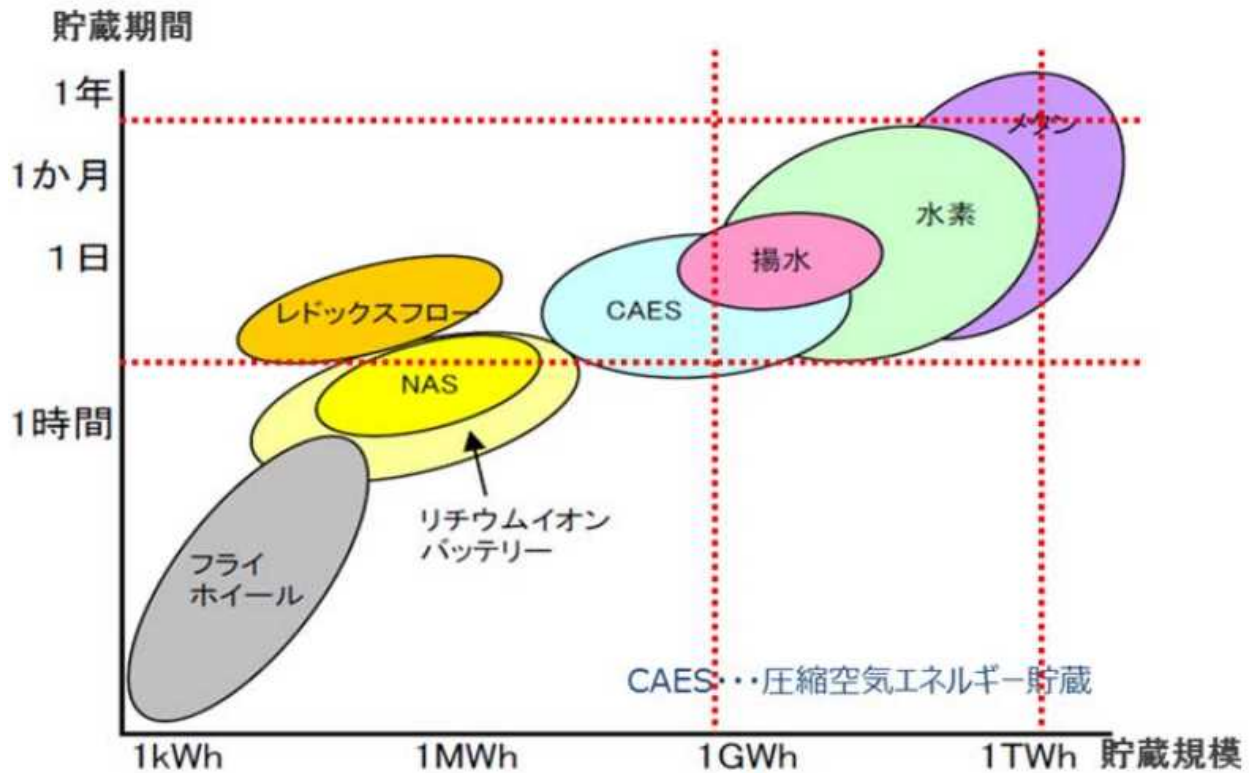 貯蔵期間
1年
1か月
1日
1時間
メタン
水素
揚水
CAES
レドックスフロー
NAS
リチウムイオン
バッテリー
フライ
ホイール
CAES・・・圧縮空気エネルギー貯蔵
1kWh
1MWh
1GWh
1TWh
貯蔵規模